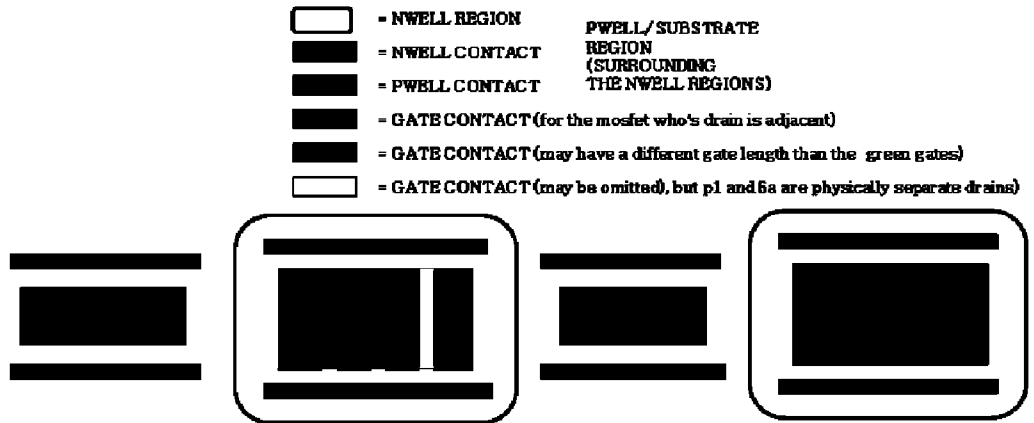 = NWELL REGION
= NWELL CONTACT
= PWELL CONTACT
PWELL/SUBSTRATE
REGION
(SURROUNDING
THE NWELL REGIONS)
= GATE CONTACT (for the mosfet who's drain is adjacent)
= GATE CONTACT (may have a different gate length than the green gates)
= GATE CONTACT (may be omitted), but p1 and 6a are physically separate drains)